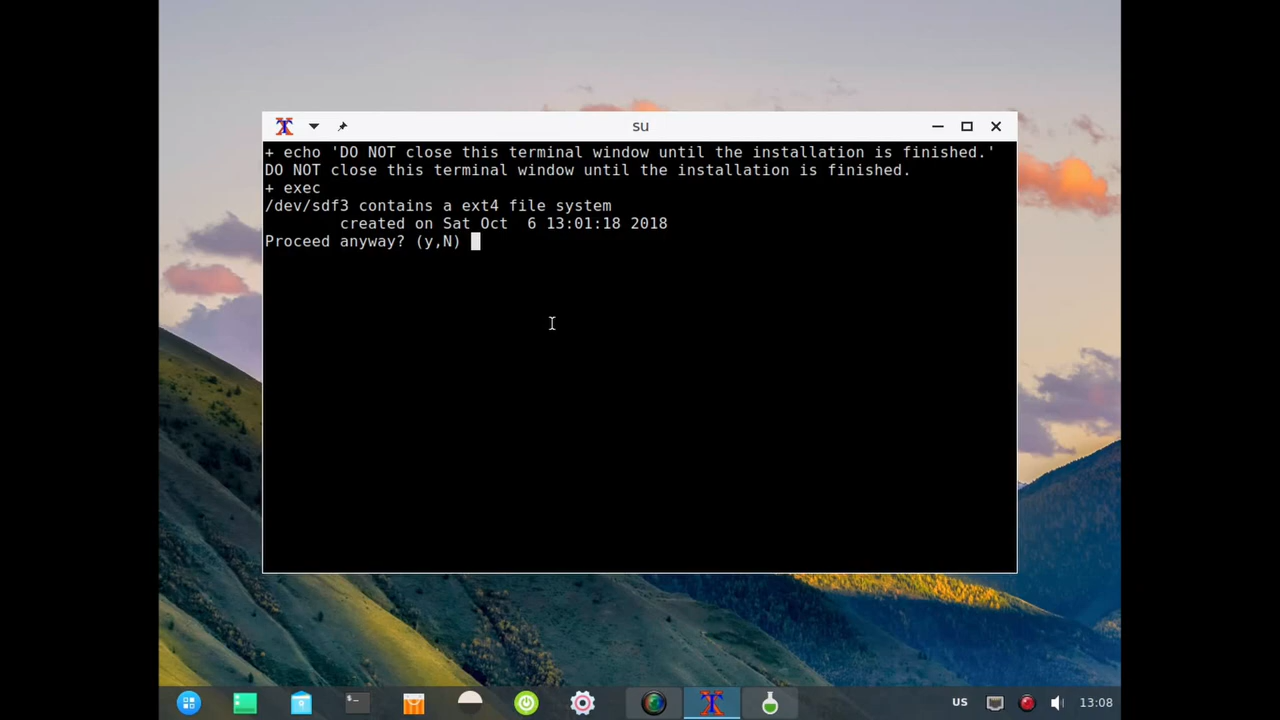 su
+ echo 'DO NOT close this terminal window until the installation is finished.'
DO NOT close this terminal window until the installation is finished.
+ exec
/dev/sdf3 contains a ext4 file system
        created on Sat Oct  6 13:01:18 2018
Proceed anyway? (y,N)
US 13:08